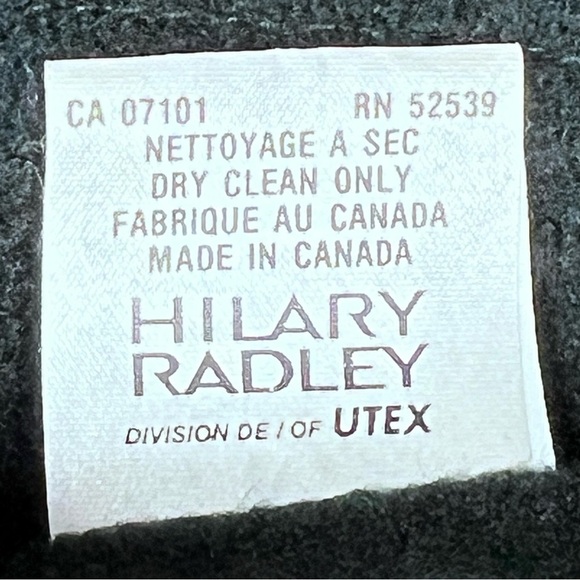 CA 07101 RN 52539
NETTOYAGE A SEC
DRY CLEAN ONLY
FABRIQUE AU CANADA
MADE IN CANADA
HILARY
RADLEY
DIVISION DE / OF UTEX